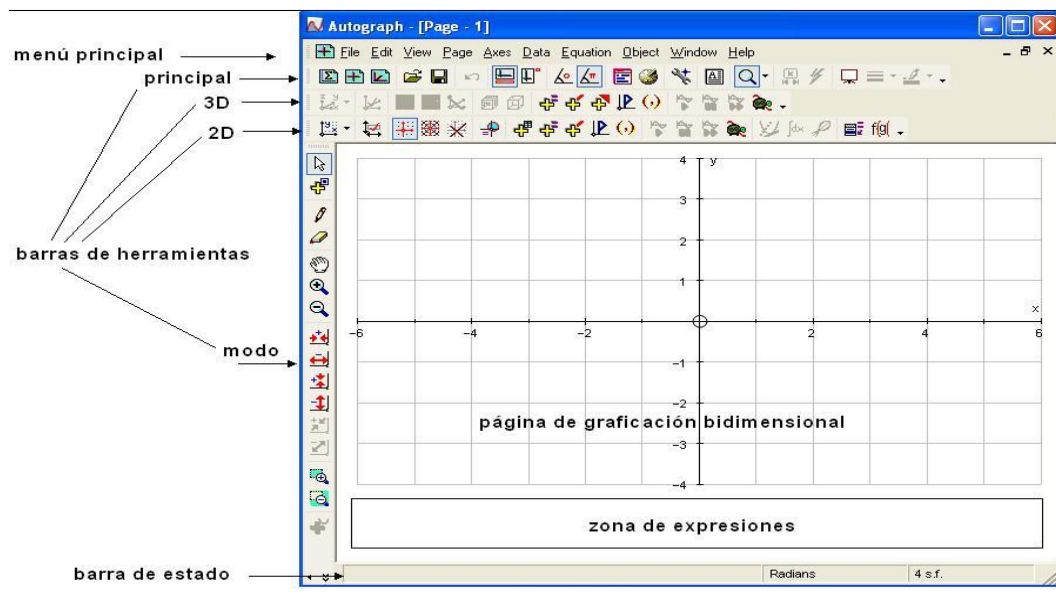 Autograph - [Page - 1]
menú principal
File Edit View Page Axes Data Equation Object Window Help
principal
3D
2D
barras de herramientas
modo
4 y
3
2
1
x
-6 -4 -2 2 4 6
-1
-2
página de graficación bidimensional
-3
-4
zona de expresiones
barra de estado
Radians 4 s.f.